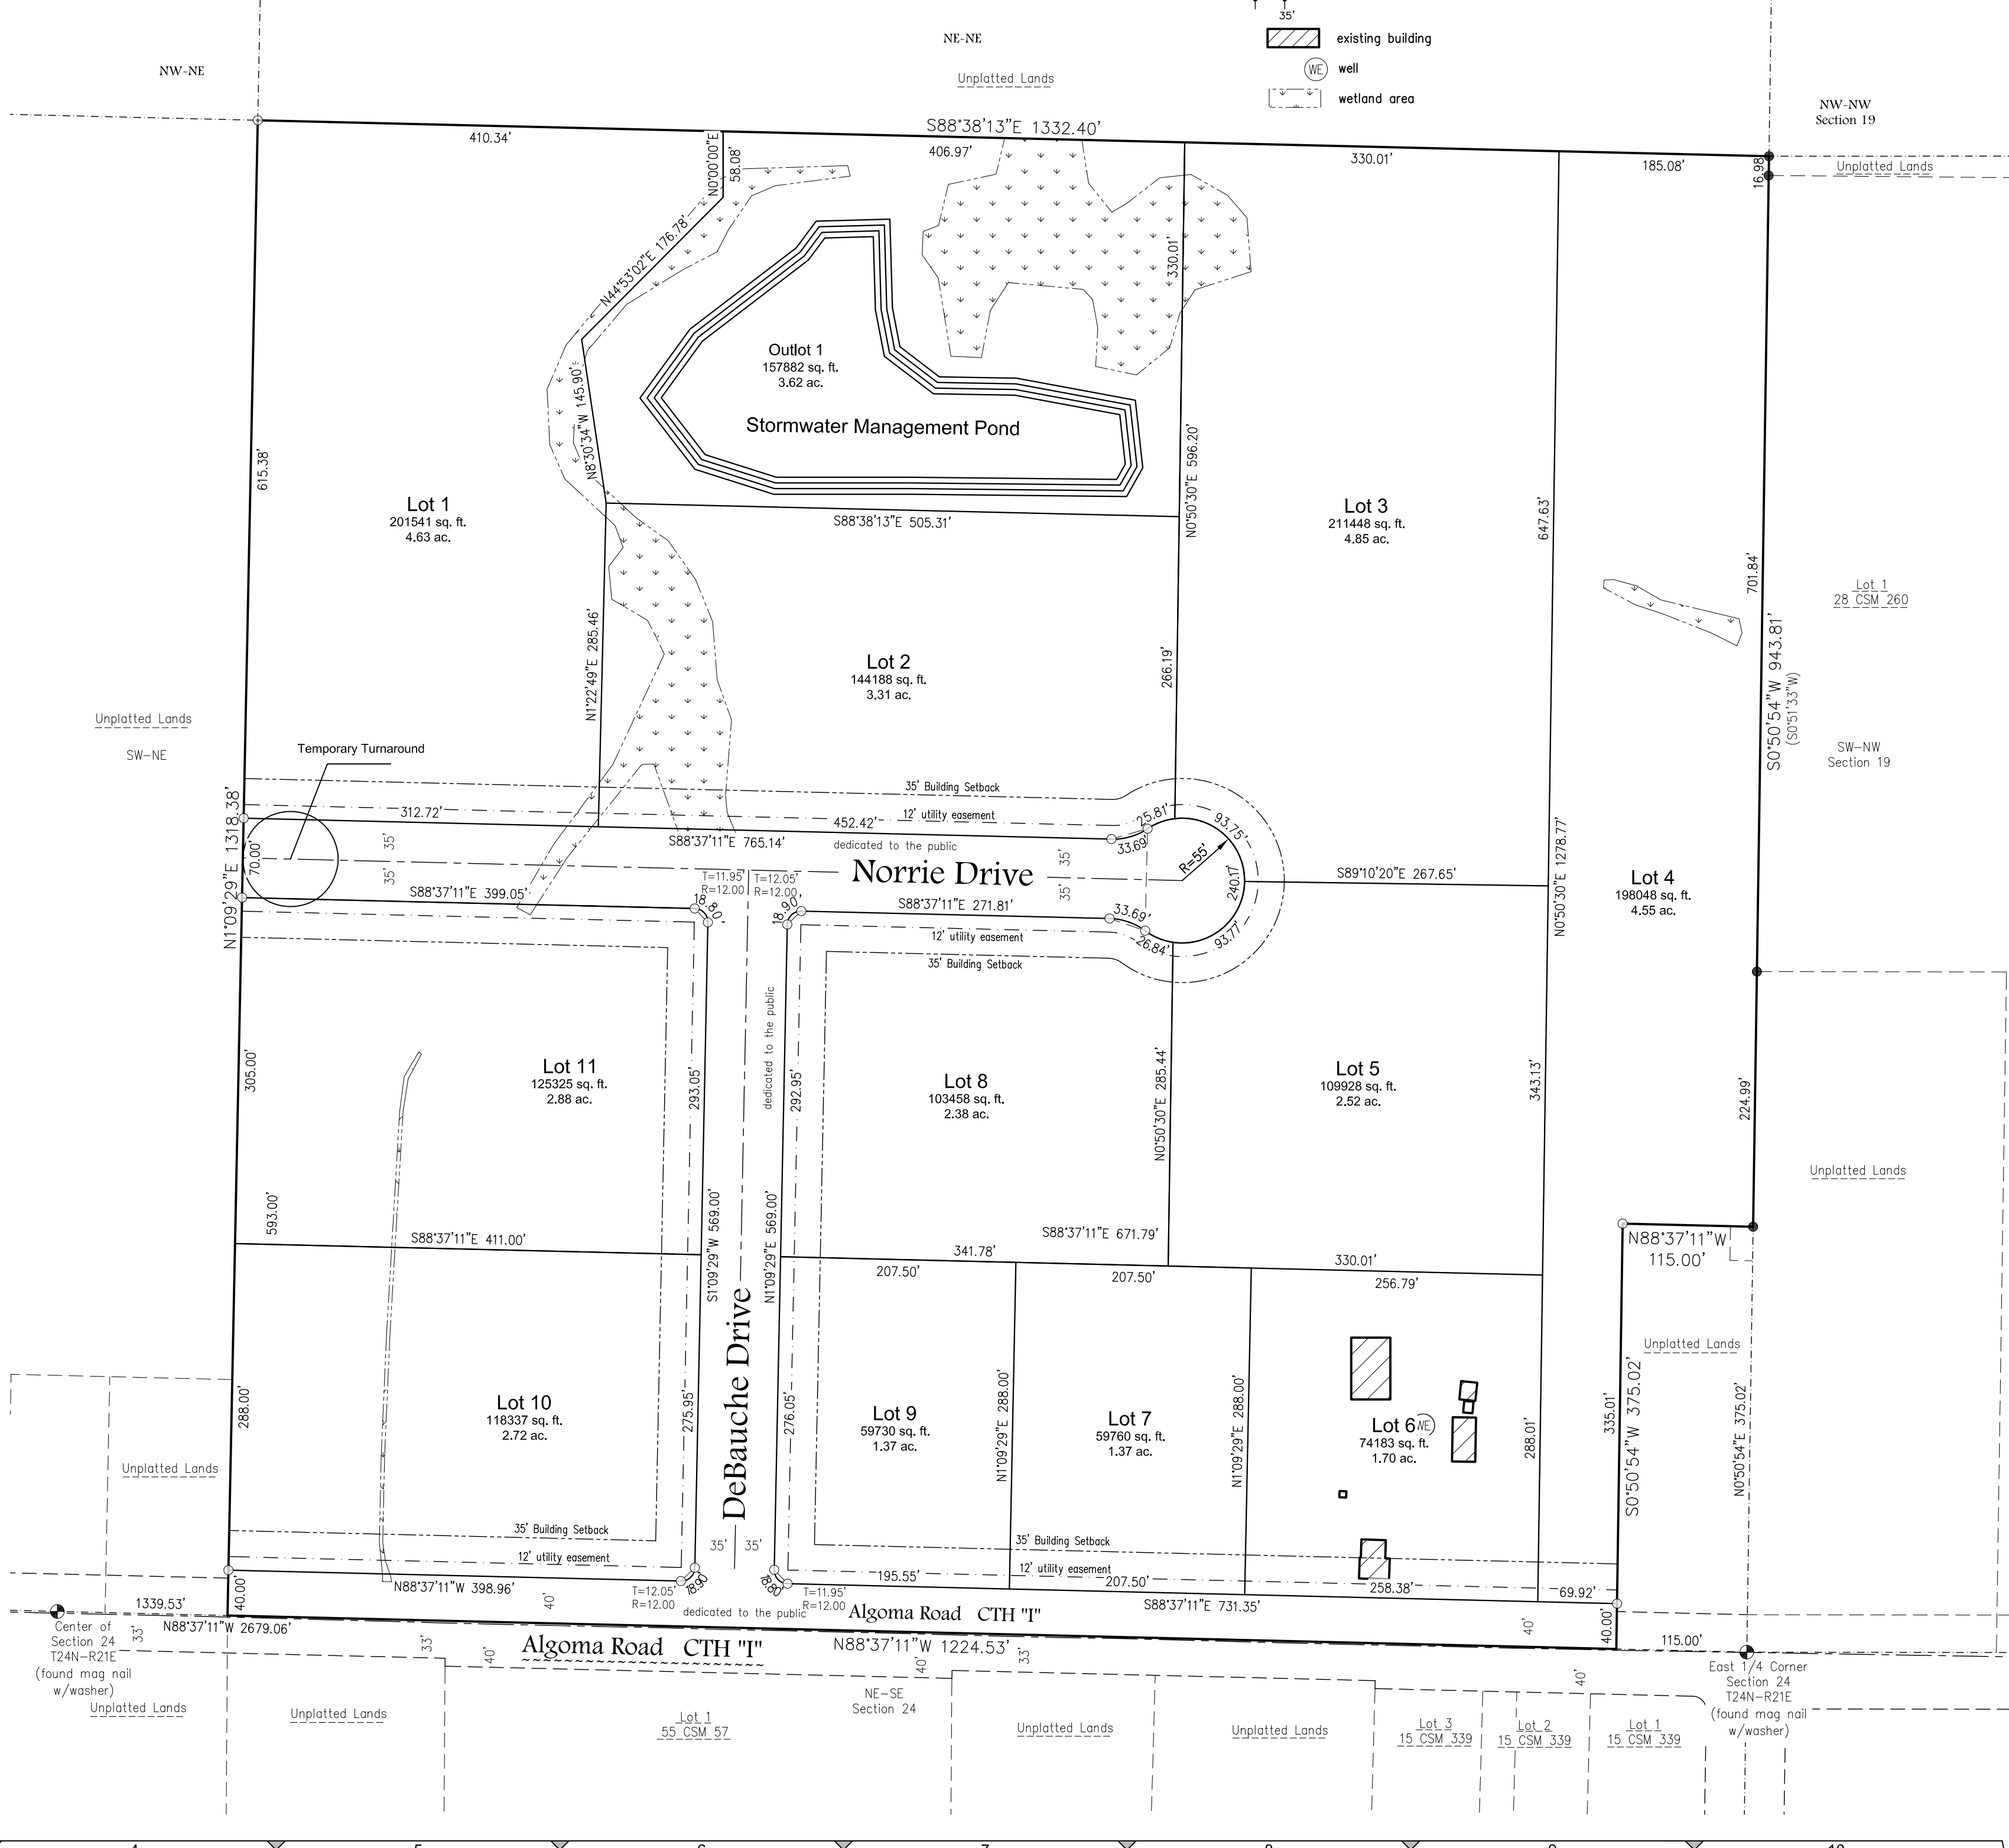 35'
existing building
WE well
wetland area
NW-NE
NE-NE
Unplatted Lands
NW-NW
Section 19
Unplatted Lands
S88°38'13"E 1332.40'
410.34'
406.97'
330.01'
185.08'
16.98'
N0°00'00"E
58.08'
N44°53'02"E 176.78'
N8°30'34"W 145.90'
330.01'
Outlot 1
157882 sq. ft.
3.62 ac.
Stormwater Management Pond
N0°50'30"E 596.20'
S88°38'13"E 505.31'
615.38'
Lot 1
201541 sq. ft.
4.63 ac.
Lot 3
211448 sq. ft.
4.85 ac.
647.63'
701.84'
Lot 1
28 CSM 260
S0°50'54"W 943.81'
(S0°51'33"W)
N1°22'49"E 285.46'
Lot 2
144188 sq. ft.
3.31 ac.
266.19'
Unplatted Lands
SW-NE
SW-NW
Section 19
Temporary Turnaround
35' Building Setback
12' utility easement
312.72'
452.42'
S88°37'11"E 765.14'
dedicated to the public
25.81'
33.69'
93.75'
R=55'
240.17'
93.77'
26.84'
33.69'
N1°09'29"E 1318.38'
70.00'
35'
35'
35'
35'
Norrie Drive
T=11.95'
R=12.00
T=12.05'
R=12.00
18.80'
18.90'
S88°37'11"E 399.05'
S88°37'11"E 271.81'
12' utility easement
35' Building Setback
S89°10'20"E 267.65'
N0°50'30"E 1278.77'
Lot 4
198048 sq. ft.
4.55 ac.
305.00'
Lot 11
125325 sq. ft.
2.88 ac.
293.05'
dedicated to the public
292.95'
Lot 8
103458 sq. ft.
2.38 ac.
N0°50'30"E 285.44'
Lot 5
109928 sq. ft.
2.52 ac.
343.13'
224.99'
Unplatted Lands
593.00'
S88°37'11"E 411.00'
S1°09'29"W 569.00'
N1°09'29"E 569.00'
S88°37'11"E 671.79'
341.78'
330.01'
207.50'
207.50'
256.79'
N88°37'11"W
115.00'
Unplatted Lands
DeBauche Drive
288.00'
Lot 10
118337 sq. ft.
2.72 ac.
275.95'
276.05'
Lot 9
59730 sq. ft.
1.37 ac.
N1°09'29"E 288.00'
Lot 7
59760 sq. ft.
1.37 ac.
N1°09'29"E 288.00'
Lot 6 WE
74183 sq. ft.
1.70 ac.
288.01'
335.01'
S0°50'54"W 375.02'
N0°50'54"E 375.02'
Unplatted Lands
35' Building Setback
12' utility easement
35' 35'
35' Building Setback
12' utility easement
N88°37'11"W 398.96'
40.00'
40'
T=12.05'
R=12.00
18.90'
18.80'
T=11.95'
R=12.00
195.55'
207.50'
258.38'
69.92'
S88°37'11"E 731.35'
dedicated to the public
Algoma Road CTH "I"
40'
40.00'
115.00'
1339.53'
N88°37'11"W 2679.06'
Algoma Road CTH "I"
N88°37'11"W 1224.53'
33'
33'
40'
40'
33'
40'
Center of
Section 24
T24N-R21E
(found mag nail
w/washer)
East 1/4 Corner
Section 24
T24N-R21E
(found mag nail
w/washer)
NE-SE
Section 24
Unplatted Lands
Unplatted Lands
Lot 1
55 CSM 57
Unplatted Lands
Unplatted Lands
Lot 3
15 CSM 339
Lot 2
15 CSM 339
Lot 1
15 CSM 339